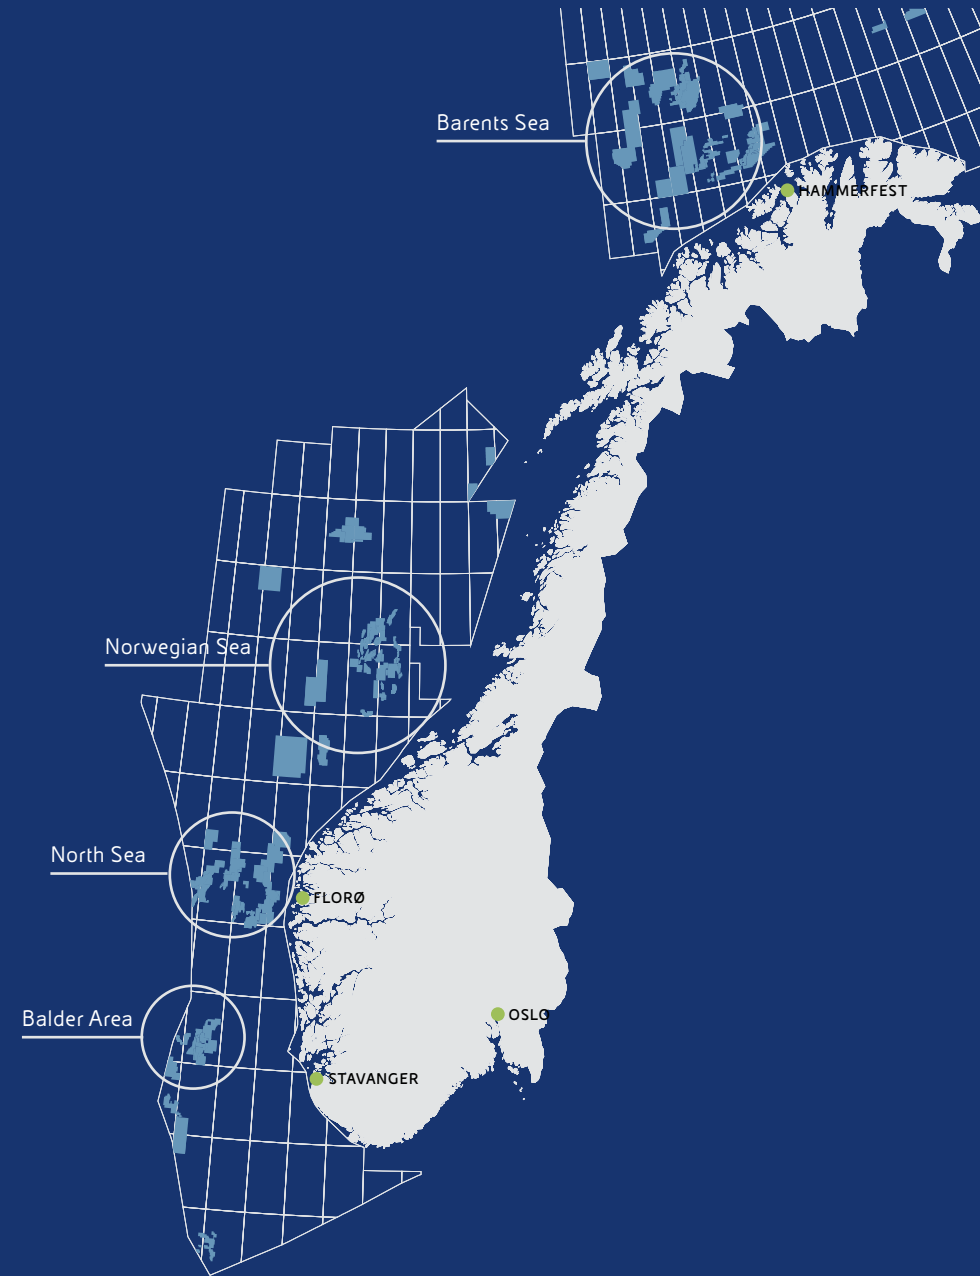 Barents Sea
HAMMERFEST
Norwegian Sea
North Sea
FLORØ
Balder Area
OSLO
STAVANGER